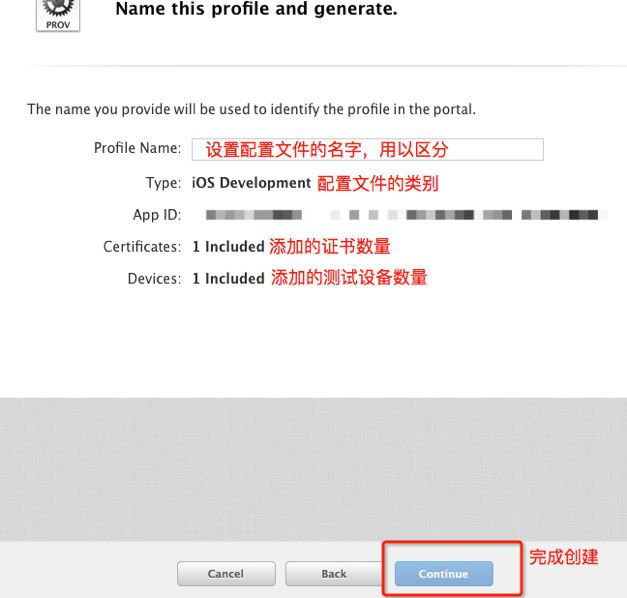 PROV
Name this profile and generate.
The name you provide will be used to identify the profile in the portal.
Profile Name: 设置配置文件的名字，用以区分
Type: iOS Development 配置文件的类别
App ID:
Certificates: 1 Included 添加的证书数量
Devices: 1 Included 添加的测试设备数量
完成创建
Cancel Back Continue